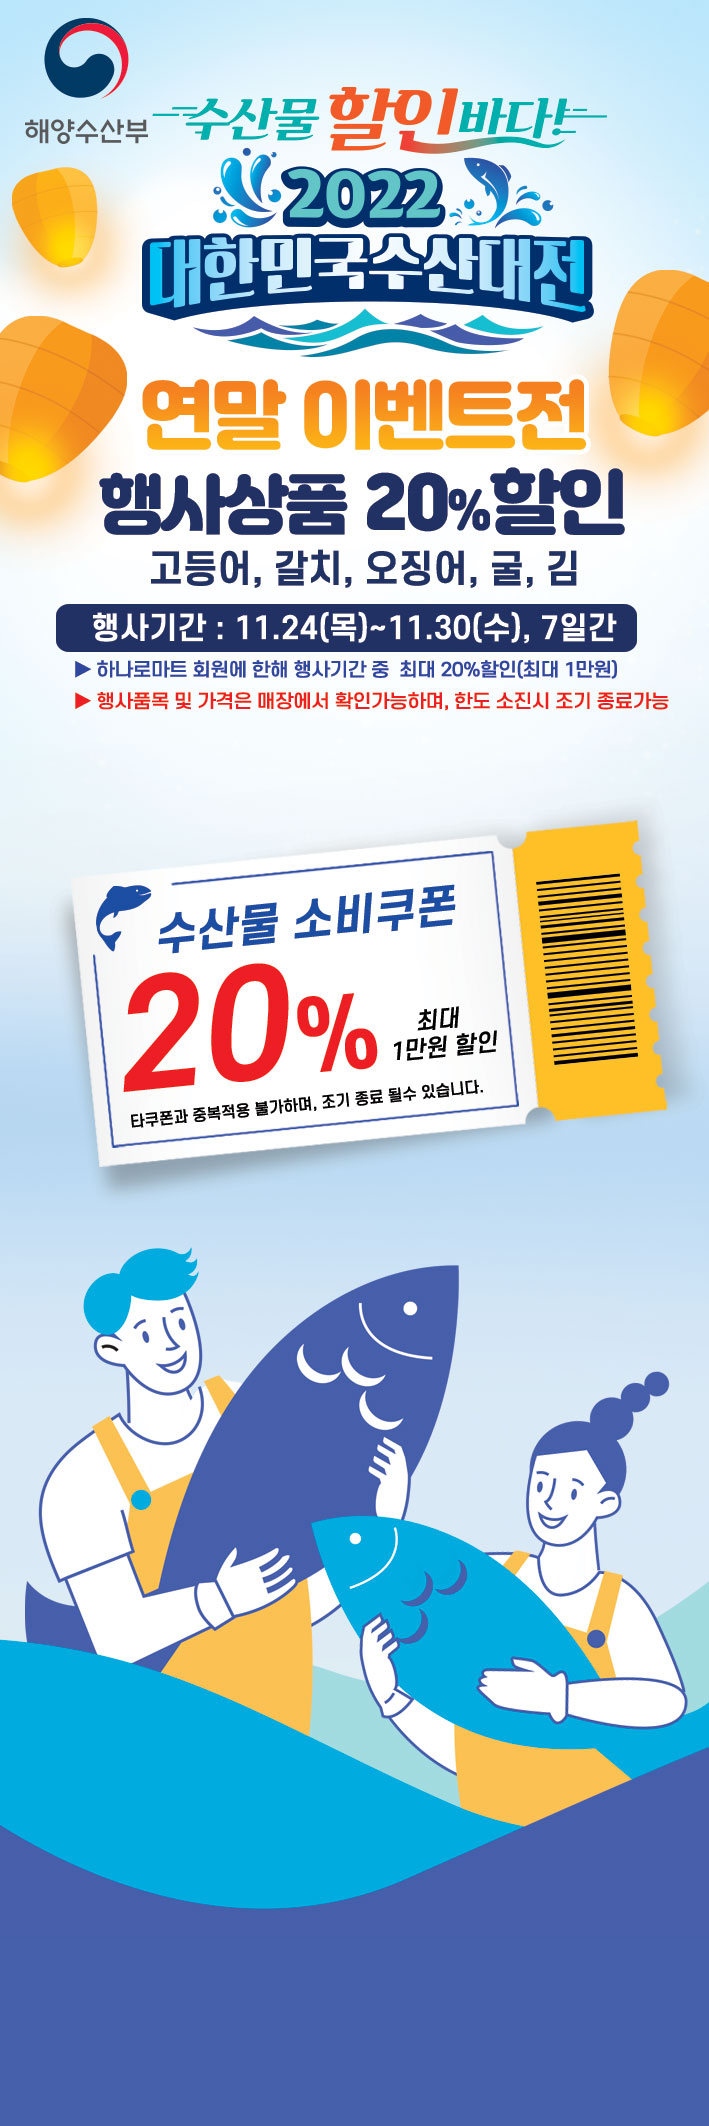 해양수산부
수산물 할인바다!
2022
대한민국수산대전
연말 이벤트전
행사상품 20%할인
고등어, 갈치, 오징어, 굴, 김
행사기간 : 11.24(목)~11.30(수), 7일간
▶ 하나로마트 회원에 한해 행사기간 중 최대 20%할인(최대 1만원)
▶ 행사품목 및 가격은 매장에서 확인가능하며, 한도 소진시 조기 종료가능
수산물 소비쿠폰
20%
최대
1만원 할인
타쿠폰과 중복적용 불가하며, 조기 종료 될수 있습니다.